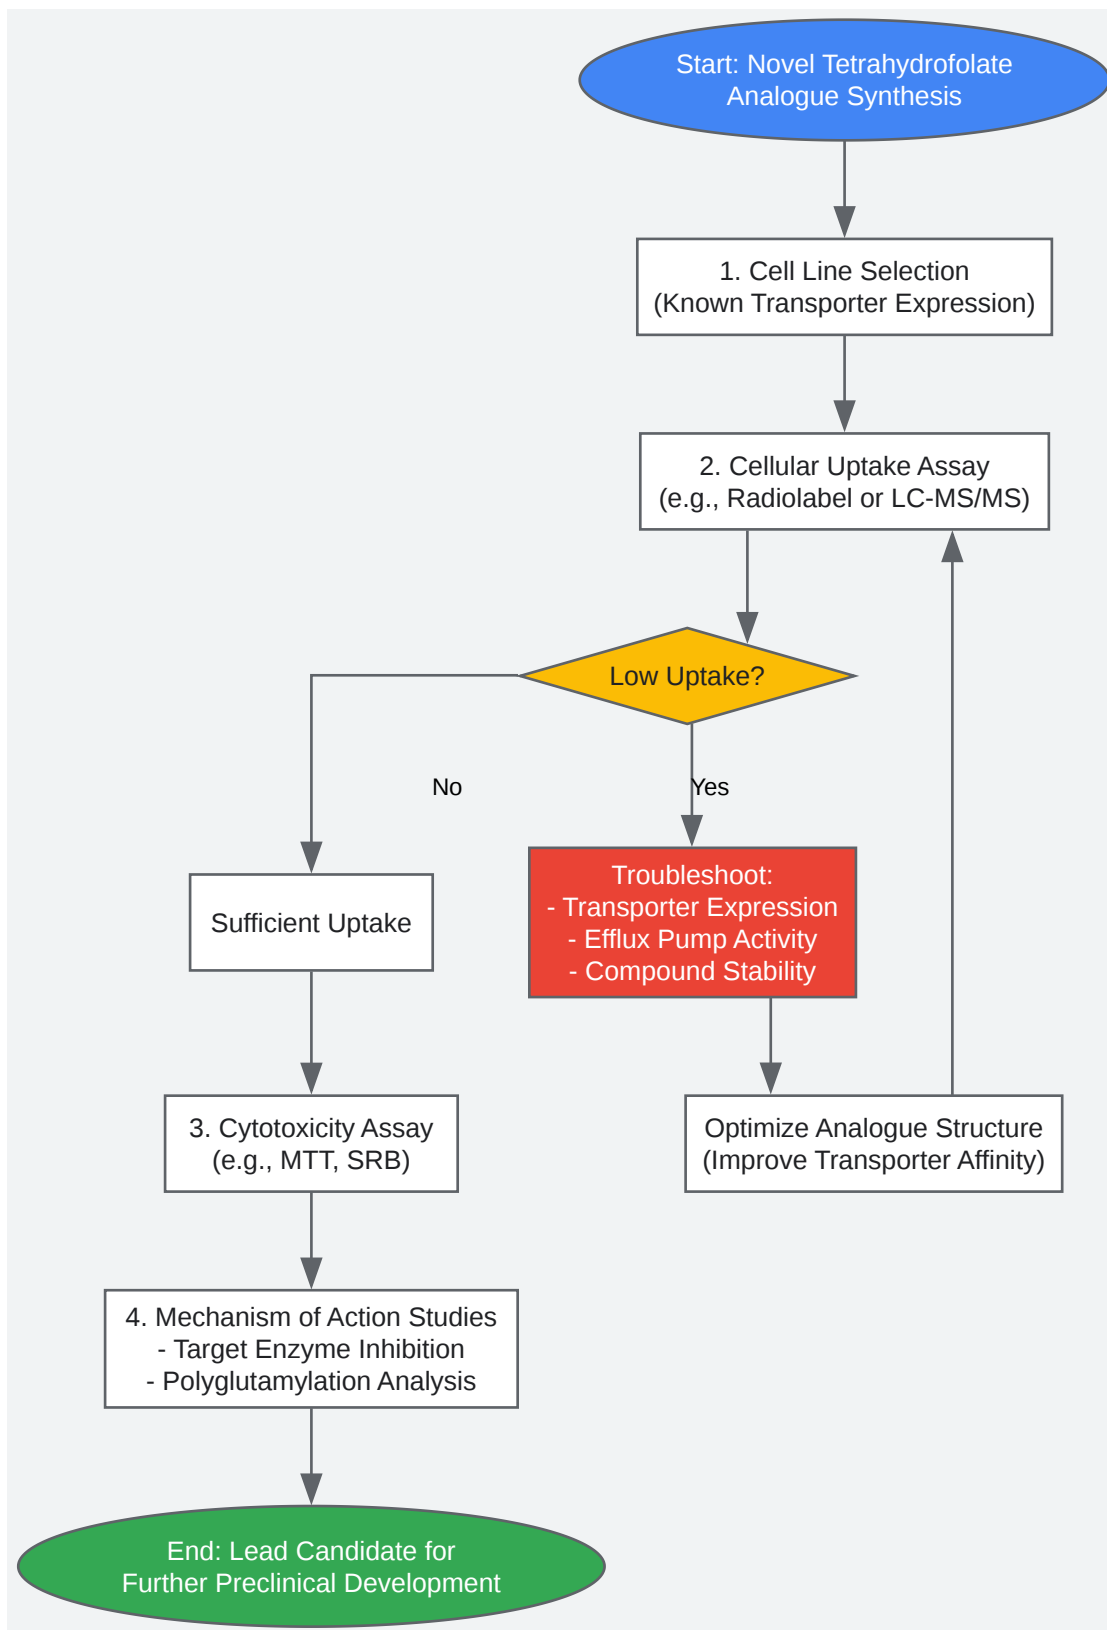 Start: Novel Tetrahydrofolate
Analogue Synthesis
1. Cell Line Selection
(Known Transporter Expression)
2. Cellular Uptake Assay
(e.g., Radiolabel or LC-MS/MS)
Low Uptake?
No
Yes
Troubleshoot:
- Transporter Expression
- Efflux Pump Activity
- Compound Stability
Sufficient Uptake
Optimize Analogue Structure
(Improve Transporter Affinity)
3. Cytotoxicity Assay
(e.g., MTT, SRB)
4. Mechanism of Action Studies
- Target Enzyme Inhibition
- Polyglutamylation Analysis
End: Lead Candidate for
Further Preclinical Development